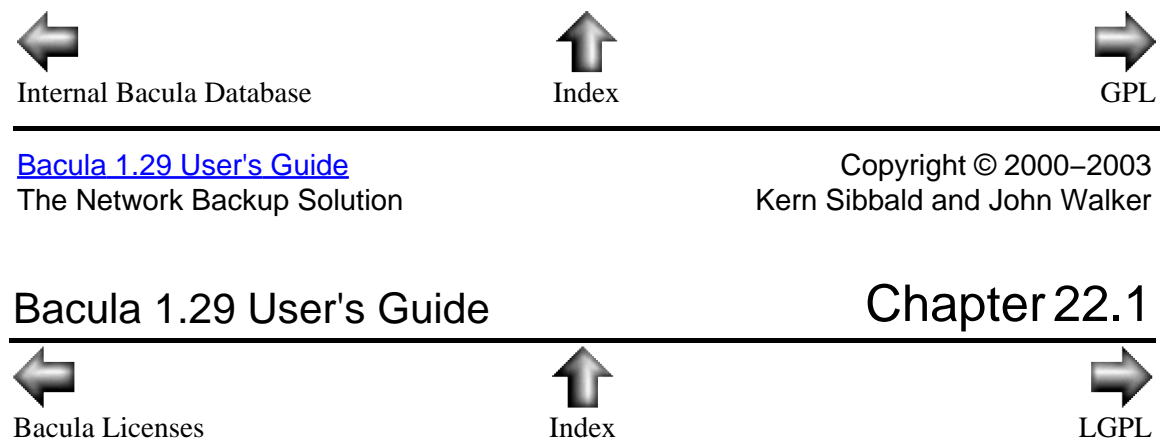 Internal Bacula Database Index GPL
Bacula 1.29 User's Guide Copyright © 2000−2003
The Network Backup Solution Kern Sibbald and John Walker
Bacula 1.29 User's Guide Chapter 22.1
Bacula Licenses Index LGPL